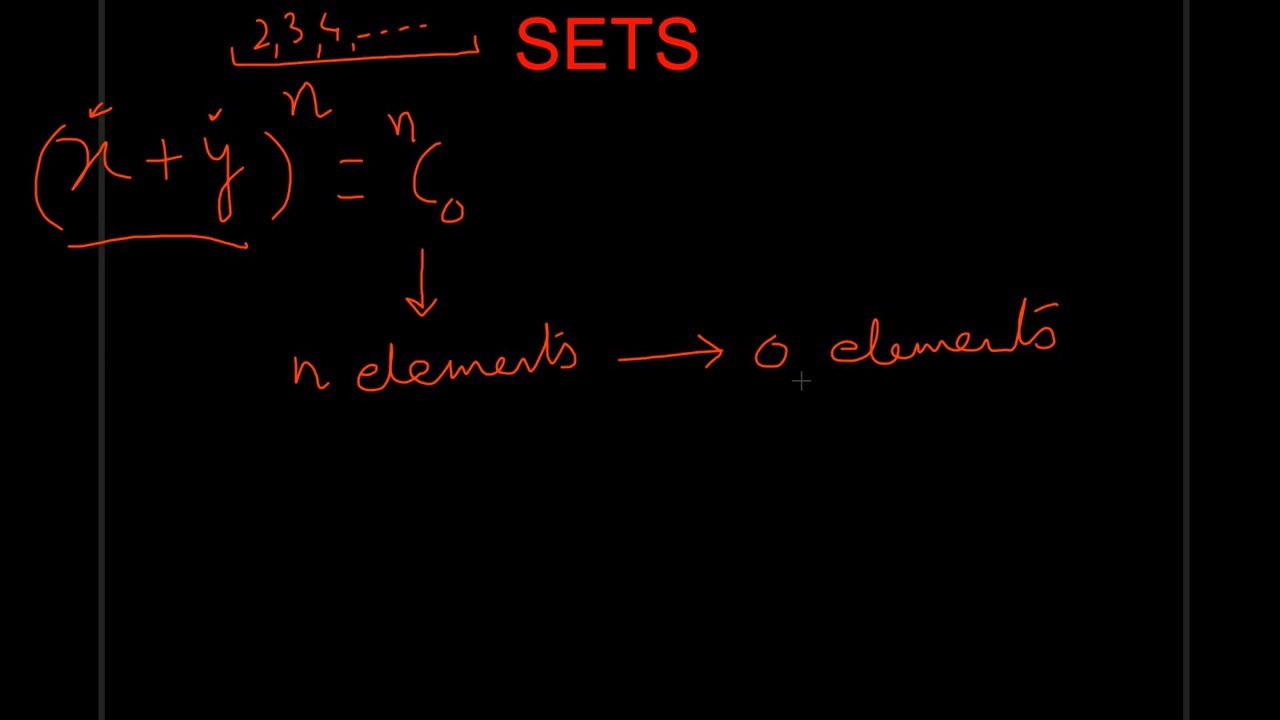 2,3,4,----
SETS
(x+y)ⁿ = ⁿC₀
n elements → 0 elements